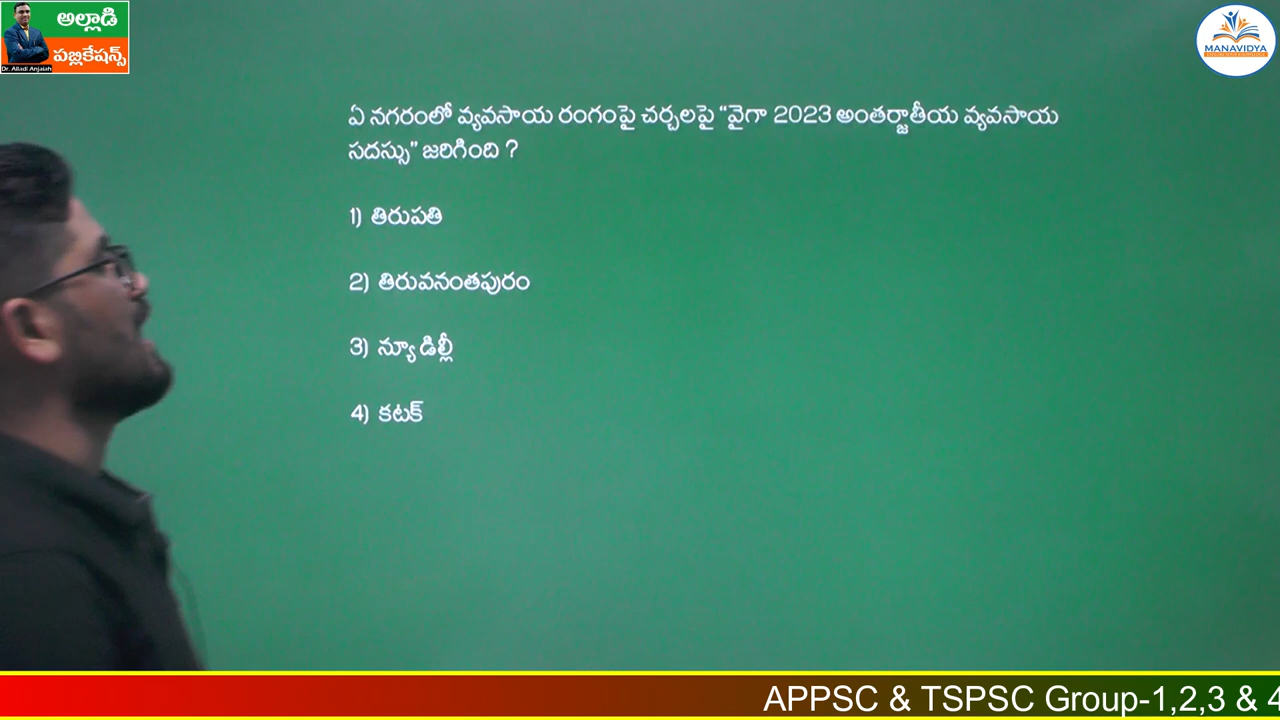 అల్లాడి
పబ్లికేషన్స్
Dr. Alladi Anjaiah
MANAVIDYA
ఏ నగరంలో వ్యవసాయ రంగంపై చర్చలపై “వైగా 2023 అంతర్జాతీయ వ్యవసాయ
సదస్సు” జరిగింది ?
1) తిరుపతి
2) తిరువనంతపురం
3) న్యూడిల్లీ
4) కటక్
APPSC & TSPSC Group-1,2,3 & 4